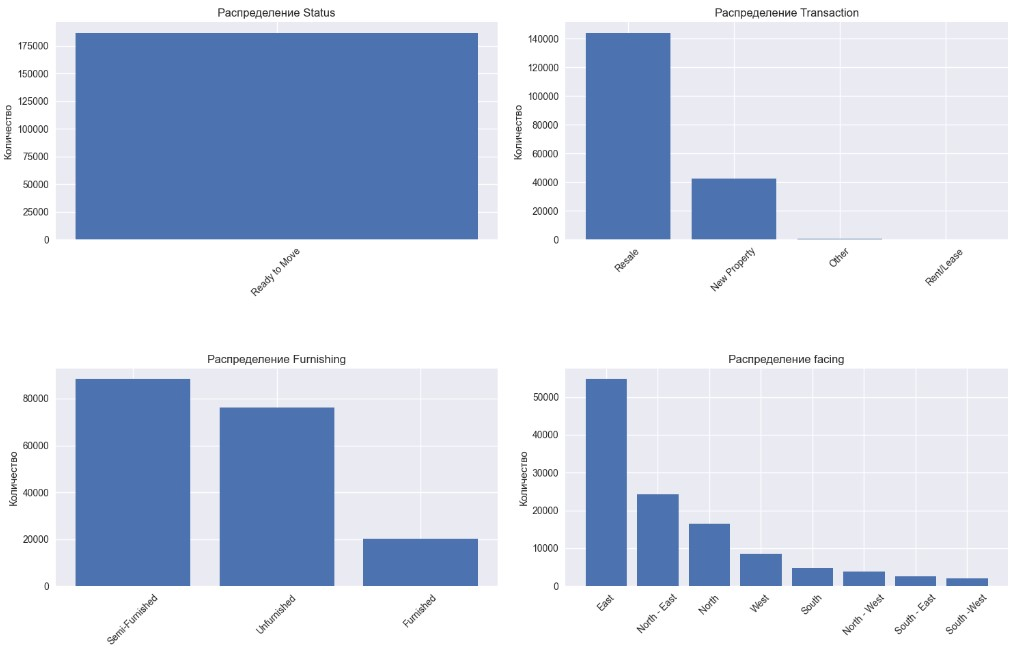 Распределение Status
Количество
175000
150000
125000
100000
75000
50000
25000
0
Ready to Move
Распределение Transaction
Количество
140000
120000
100000
80000
60000
40000
20000
0
Resale
New Property
Other
Rent/Lease
Распределение Furnishing
Количество
80000
60000
40000
20000
0
Semi-Furnished
Unfurnished
Furnished
Распределение facing
Количество
50000
40000
30000
20000
10000
0
East
North - East
North
West
South
North - West
South - East
South -West